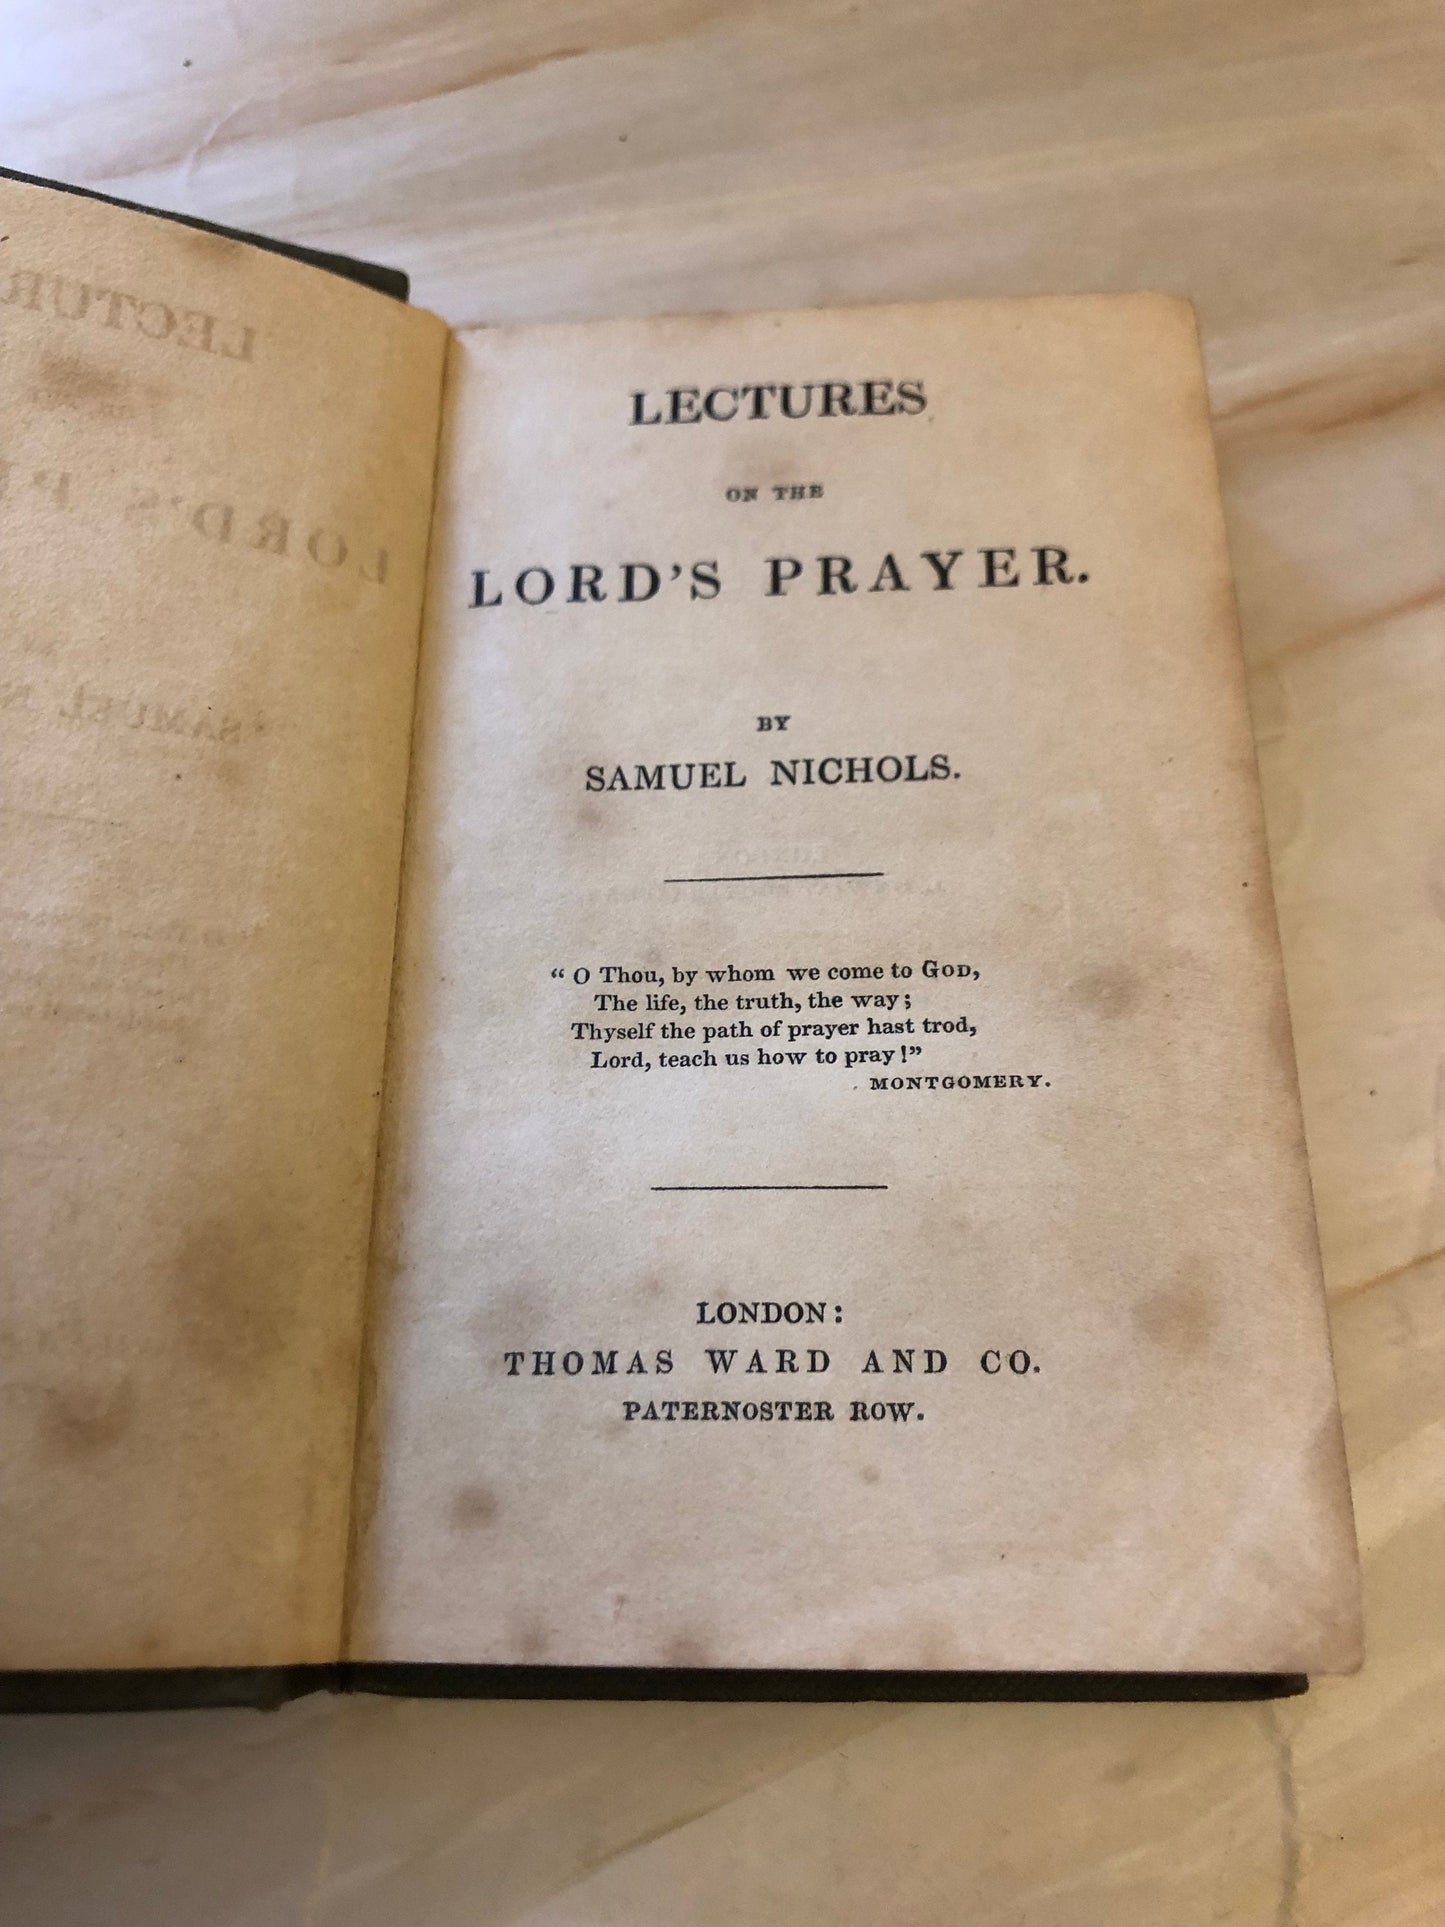 LECTURES
ON THE
LORD'S PRAYER.
BY
SAMUEL NICHOLS.
“ O Thou, by whom we come to GOD,
The life, the truth, the way;
Thyself the path of prayer hast trod,
Lord, teach us how to pray!”
MONTGOMERY.
LONDON:
THOMAS WARD AND CO.
PATERNOSTER ROW.